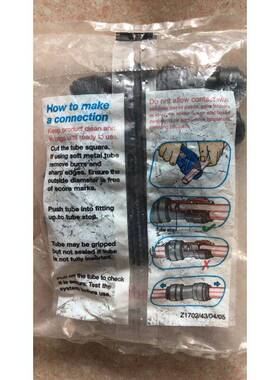 How to make
a connection
Keep product clean and
in bag until ready to use.
Cut the tube square.
If using soft metal tube
remove burrs and
sharp edges. Ensure the
outside diameter is free
of score marks.
Push tube into fitting
up to tube stop.
Tube may be gripped
but not sealed if tube
is not fully inserted.
Pull on the tube to check
it is secure. Test the
system before use.
Do not allow contact with
Tube stop
Z1702/43/04/05